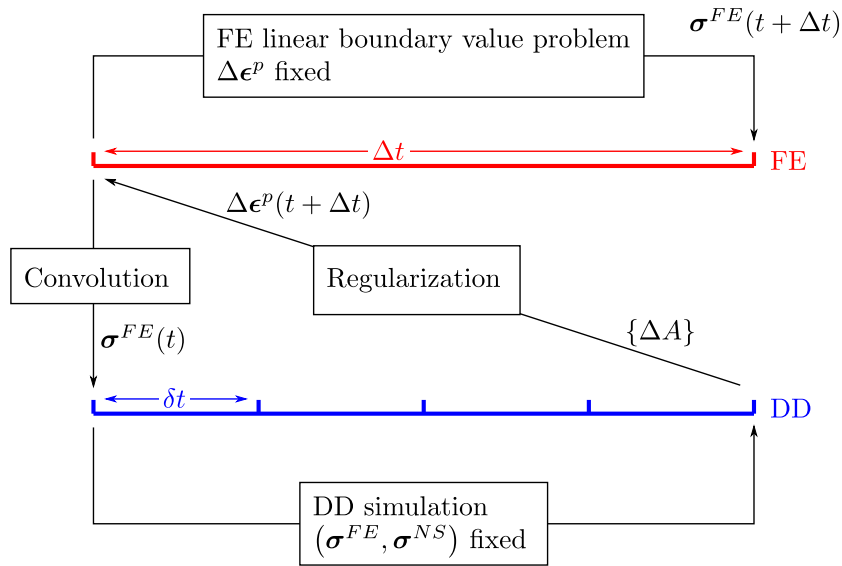 σ^{FE}(t + Δt)
FE linear boundary value problem
Δϵ^p fixed
Δt
FE
Δϵ^p(t + Δt)
Convolution
Regularization
σ^{FE}(t)
{ΔA}
δt
DD
DD simulation
(σ^{FE}, σ^{NS}) fixed